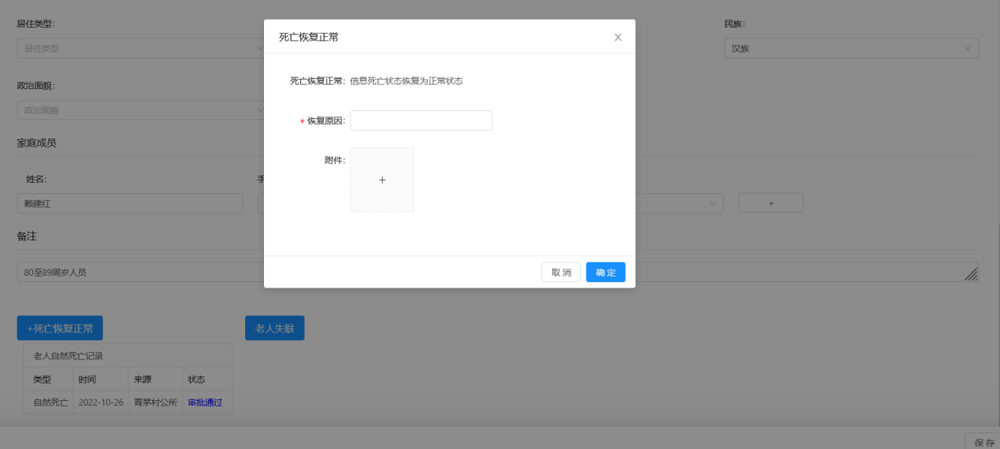 居住类型:
居住类型
民族:
汉族
政治面貌:
政治面貌
家庭成员
姓名:
手
赖建红
+
备注
80至89周岁人员
死亡恢复正常
死亡恢复正常: 信息死亡状态恢复为正常状态
* 恢复原因:
附件:
+
取 消
确 定
+死亡恢复正常
老人失联
老人自然死亡记录
类型 时间 来源 状态
自然死亡 2022-10-26 青茅村公所 审批通过
保 存